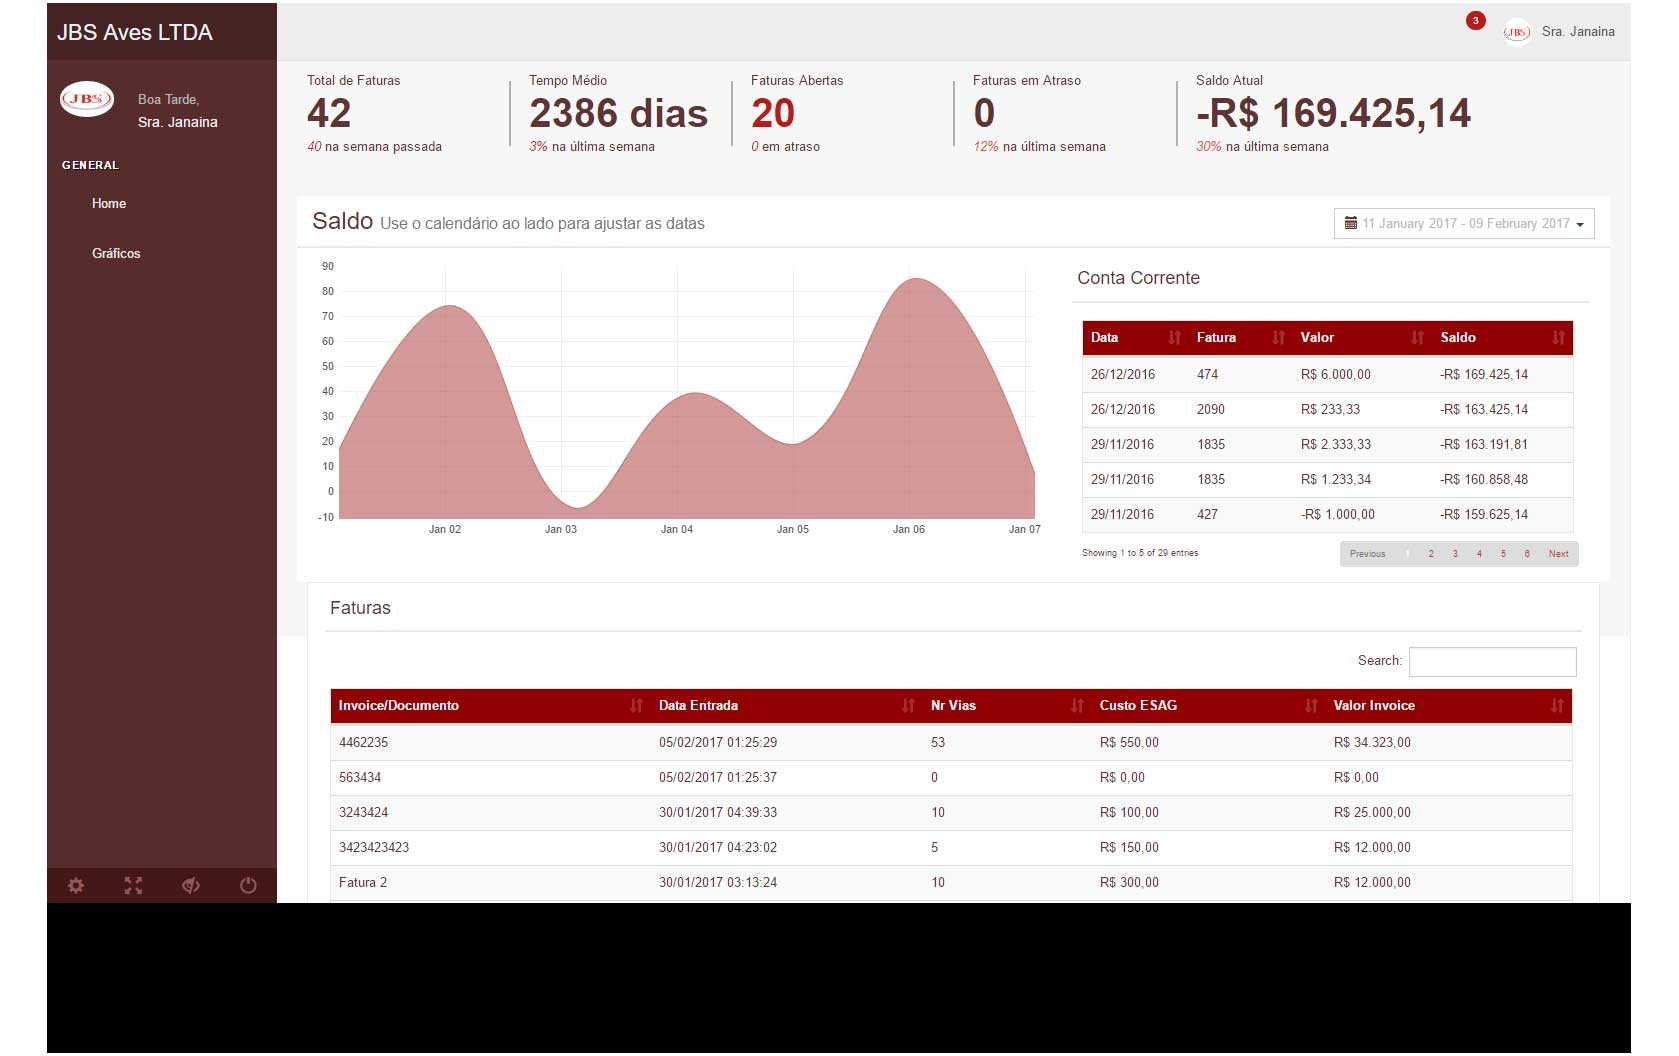 JBS Aves LTDA
3
JBS
Sra. Janaina
JBS
Boa Tarde,
Sra. Janaina
GENERAL
Home
Gráficos
Total de Faturas
42
40 na semana passada
Tempo Médio
2386 dias
3% na última semana
Faturas Abertas
20
0 em atraso
Faturas em Atraso
0
12% na última semana
Saldo Atual
-R$ 169.425,14
30% na última semana
Saldo Use o calendário ao lado para ajustar as datas
11 January 2017 - 09 February 2017
90
80
70
60
50
40
30
20
10
0
-10
Jan 02 Jan 03 Jan 04 Jan 05 Jan 06 Jan 07
Conta Corrente
Data Fatura Valor Saldo
26/12/2016 474 R$ 6.000,00 -R$ 169.425,14
26/12/2016 2090 R$ 233,33 -R$ 163.425,14
29/11/2016 1835 R$ 2.333,33 -R$ 163.191,81
29/11/2016 1835 R$ 1.233,34 -R$ 160.858,48
29/11/2016 427 -R$ 1.000,00 -R$ 159.625,14
Showing 1 to 5 of 29 entries
Previous 1 2 3 4 5 6 Next
Faturas
Search:
Invoice/Documento Data Entrada Nr Vias Custo ESAG Valor Invoice
4462235 05/02/2017 01:25:29 53 R$ 550,00 R$ 34.323,00
563434 05/02/2017 01:25:37 0 R$ 0,00 R$ 0,00
3243424 30/01/2017 04:39:33 10 R$ 100,00 R$ 25.000,00
3423423423 30/01/2017 04:23:02 5 R$ 150,00 R$ 12.000,00
Fatura 2 30/01/2017 03:13:24 10 R$ 300,00 R$ 12.000,00